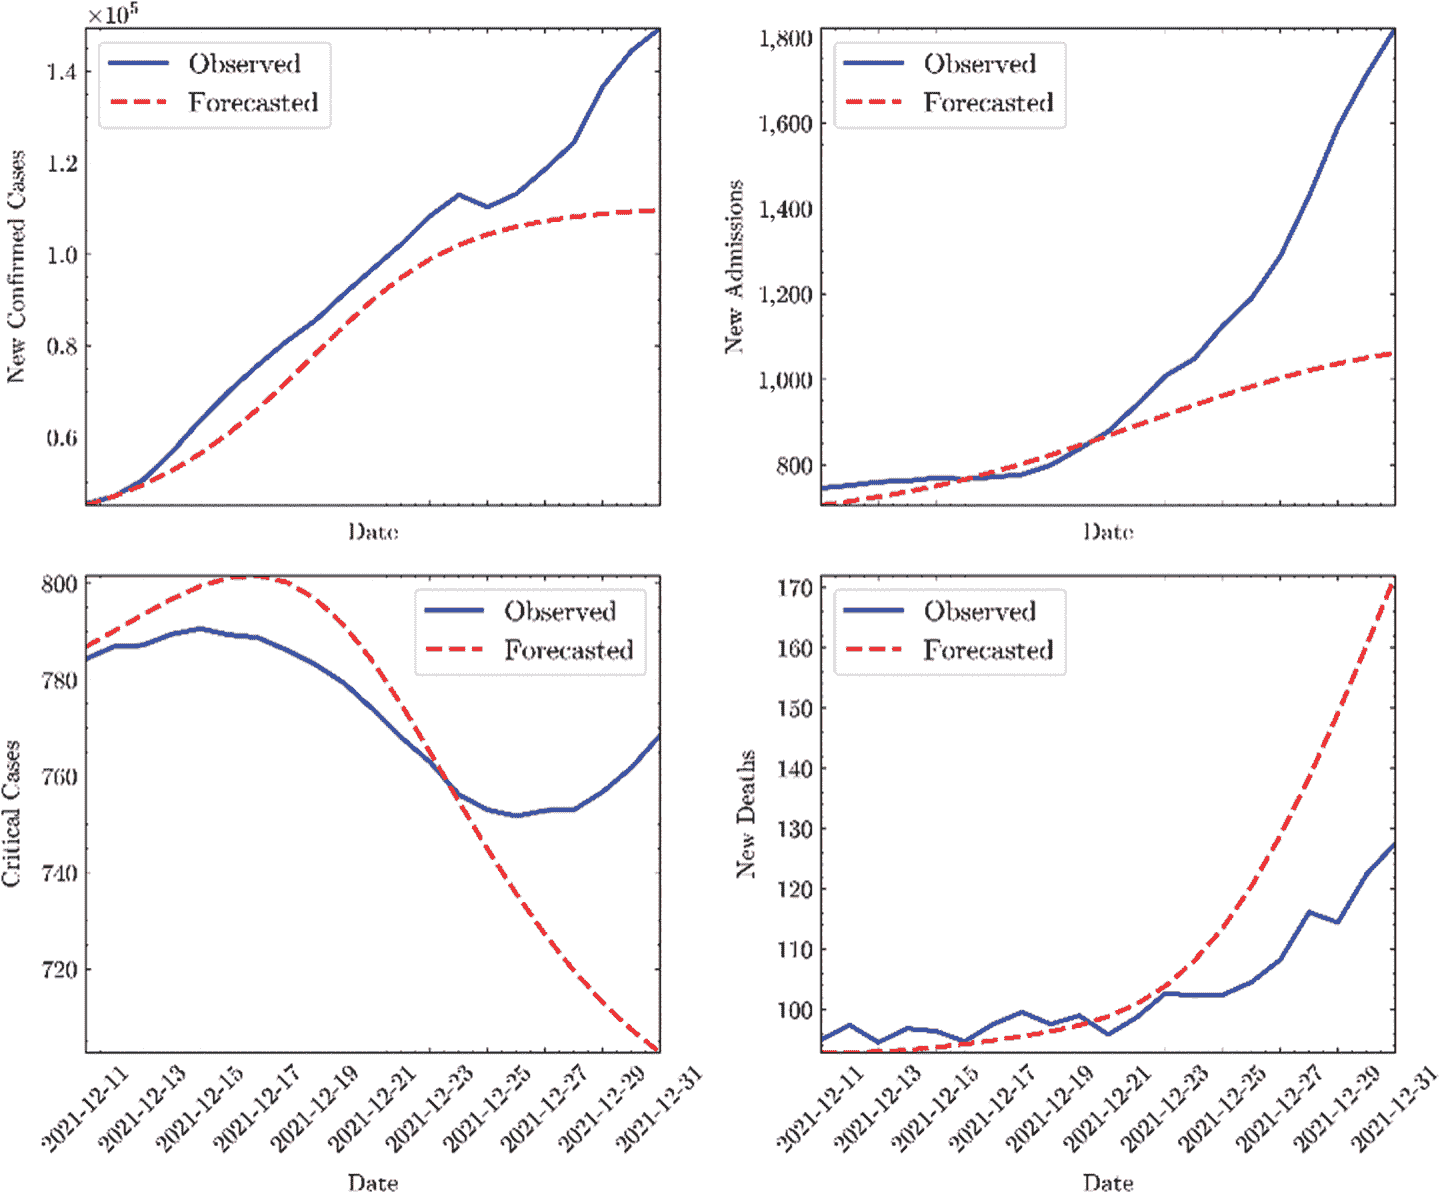 ×10⁵
Observed
Forecasted
1.4
1.2
1.0
0.8
0.6
New Confirmed Cases
Date
Observed
Forecasted
1,800
1,600
1,400
1,200
1,000
800
New Admissions
Date
Observed
Forecasted
800
780
760
740
720
Critical Cases
2021-12-11
2021-12-13
2021-12-15
2021-12-17
2021-12-19
2021-12-21
2021-12-23
2021-12-25
2021-12-27
2021-12-29
2021-12-31
Date
Observed
Forecasted
170
160
150
140
130
120
110
100
New Deaths
2021-12-11
2021-12-13
2021-12-15
2021-12-17
2021-12-19
2021-12-21
2021-12-23
2021-12-25
2021-12-27
2021-12-29
2021-12-31
Date